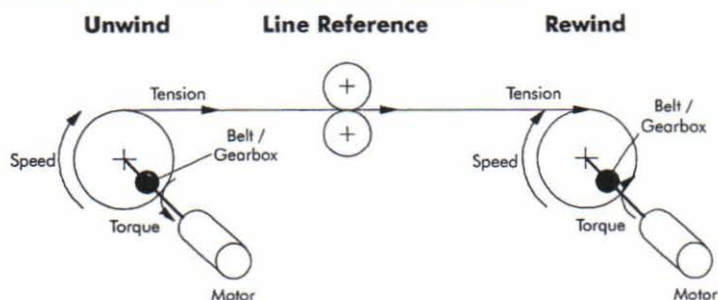 Unwind
Line Reference
Rewind
Tension
Tension
Belt /
Gearbox
Belt /
Gearbox
Speed
Speed
Torque
Torque
Motor
Motor